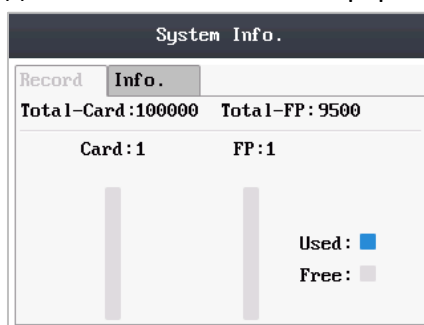 System Info.
Record Info.
Total-Card:100000 Total-FP:9500
Card:1 FP:1
Used:
Free: